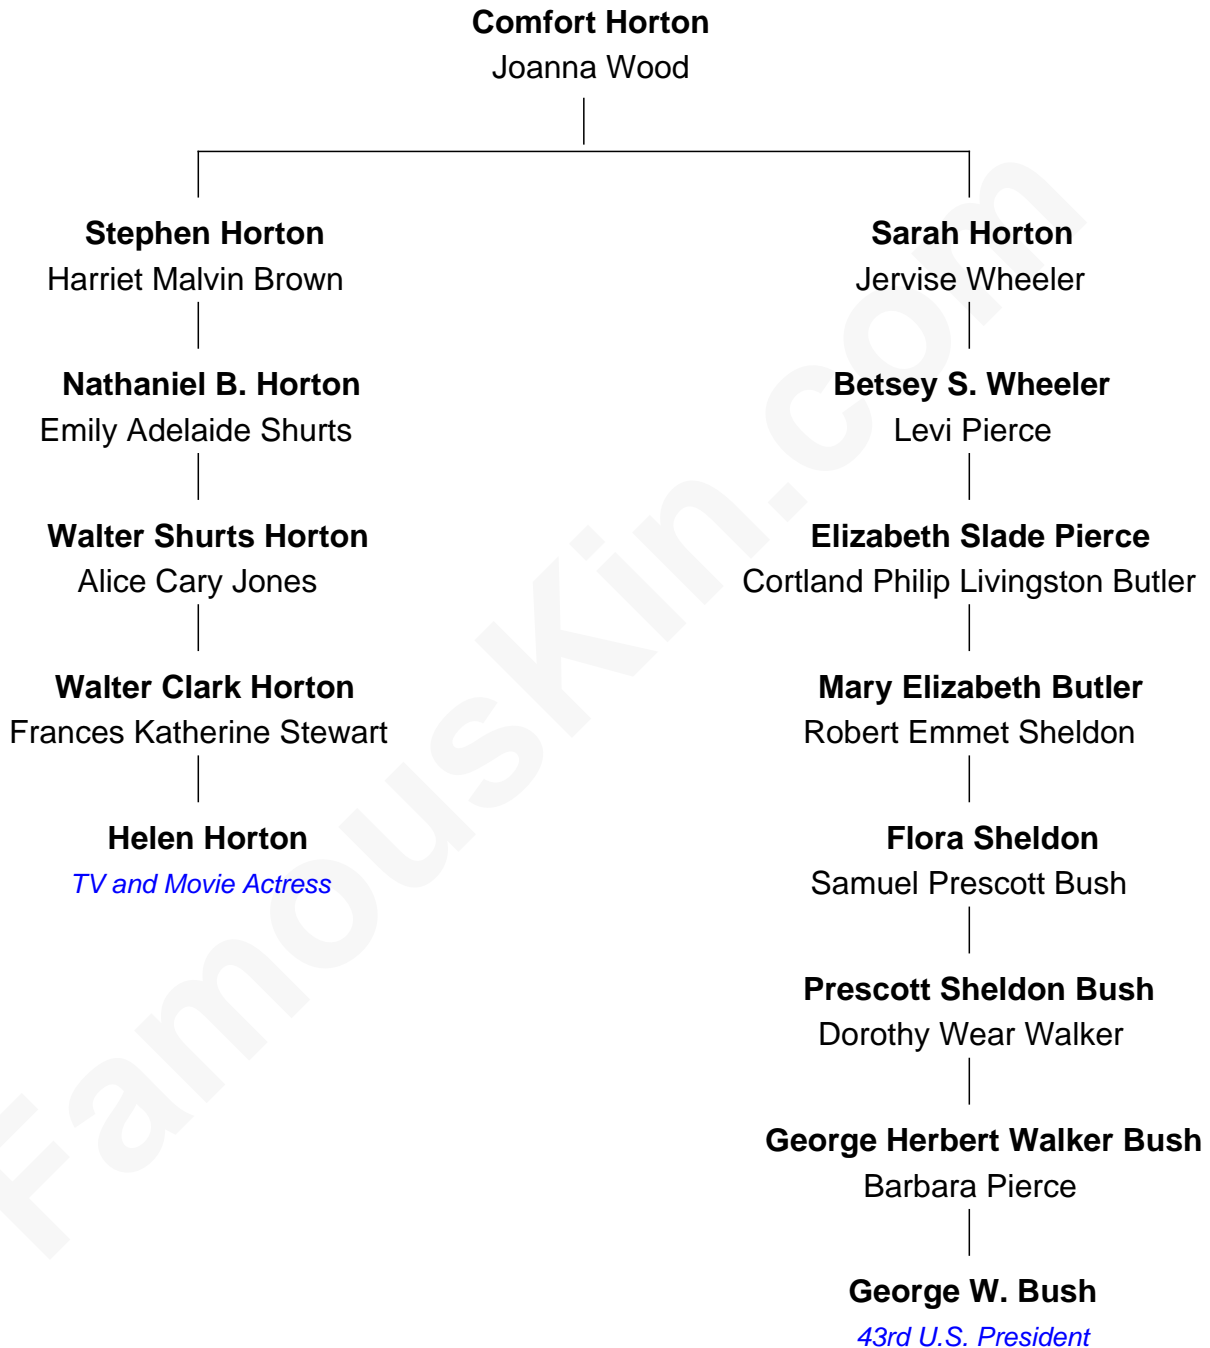 Comfort Horton
Joanna Wood
Stephen Horton
Harriet Malvin Brown
Nathaniel B. Horton
Emily Adelaide Shurts
Walter Shurts Horton
Alice Cary Jones
Walter Clark Horton
Frances Katherine Stewart
Helen Horton
TV and Movie Actress
Sarah Horton
Jervise Wheeler
Betsey S. Wheeler
Levi Pierce
Elizabeth Slade Pierce
Cortland Philip Livingston Butler
Mary Elizabeth Butler
Robert Emmet Sheldon
Flora Sheldon
Samuel Prescott Bush
Prescott Sheldon Bush
Dorothy Wear Walker
George Herbert Walker Bush
Barbara Pierce
George W. Bush
43rd U.S. President
FamousKin.com